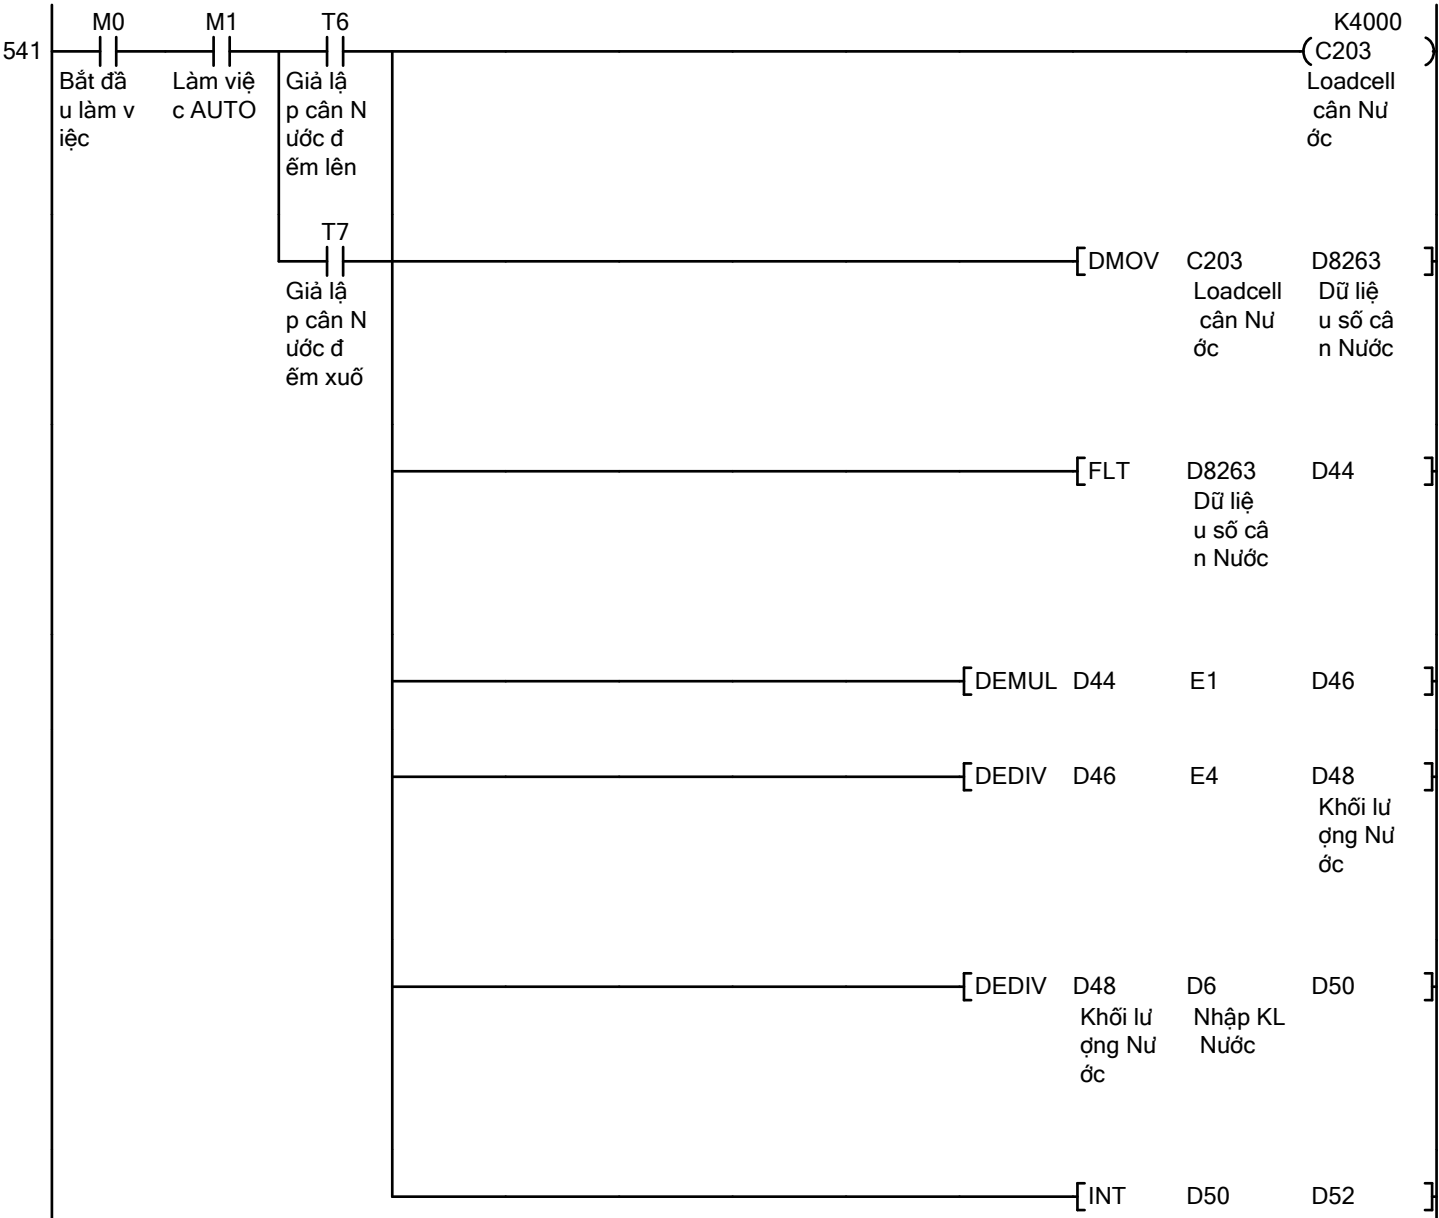 M0 M1 T6 K4000
541 C203
Bắt đầ Làm việ Giả lậ Loadcell
u làm v c AUTO p cân N cân Nư
iệc ước đ ớc
ếm lên
T7
DMOV C203 D8263
Giả lậ Loadcell Dữ liệ
p cân N cân Nư u số câ
ước đ ớc n Nước
ếm xuố
FLT D8263 D44
Dữ liệ
u số câ
n Nước
DEMUL D44 E1 D46
DEDIV D46 E4 D48
Khối lư
ợng Nư
ớc
DEDIV D48 D6 D50
Khối lư Nhập KL
ợng Nư Nước
ớc
INT D50 D52